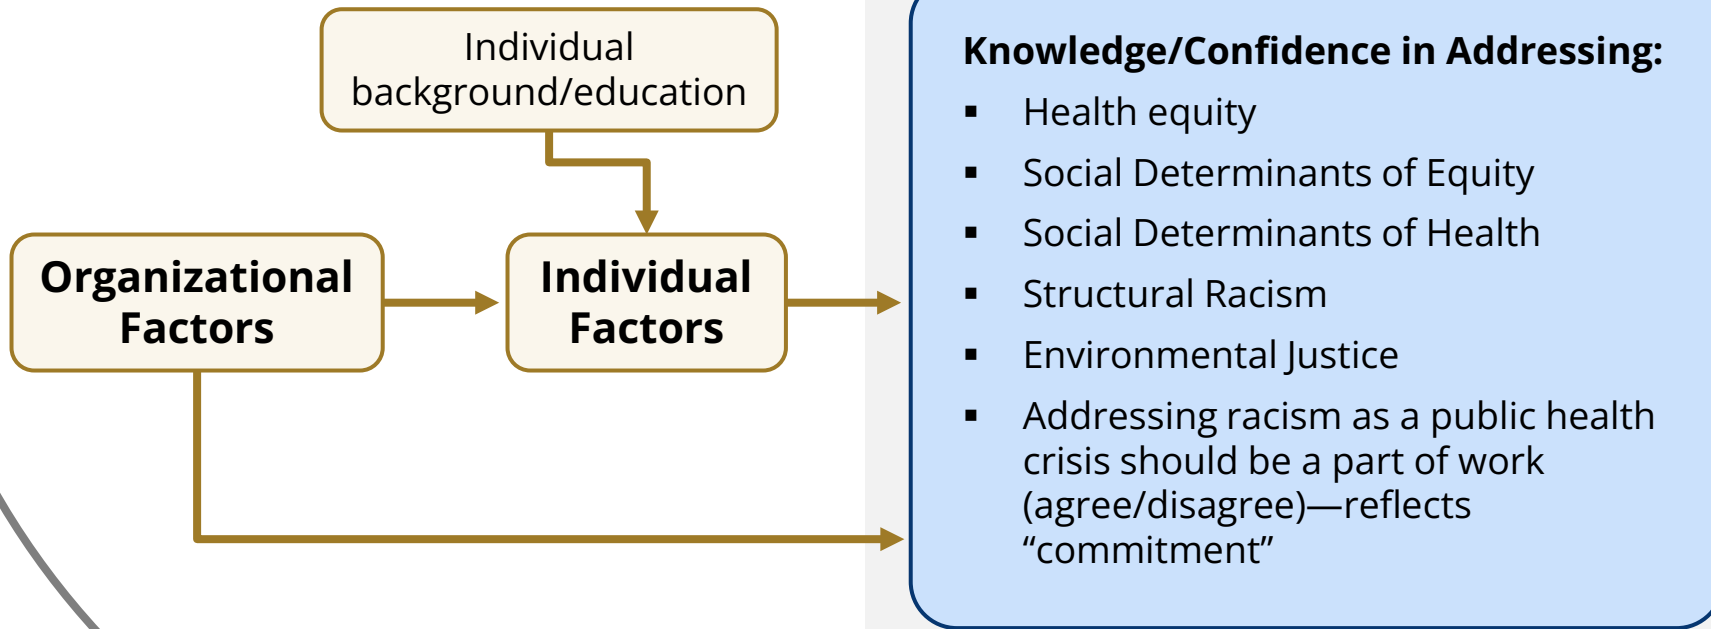 Individual
background/education
Organizational
Factors
Individual
Factors
Knowledge/Confidence in Addressing:
▪ Health equity
▪ Social Determinants of Equity
▪ Social Determinants of Health
▪ Structural Racism
▪ Environmental Justice
▪ Addressing racism as a public health
crisis should be a part of work
(agree/disagree)—reflects
“commitment”